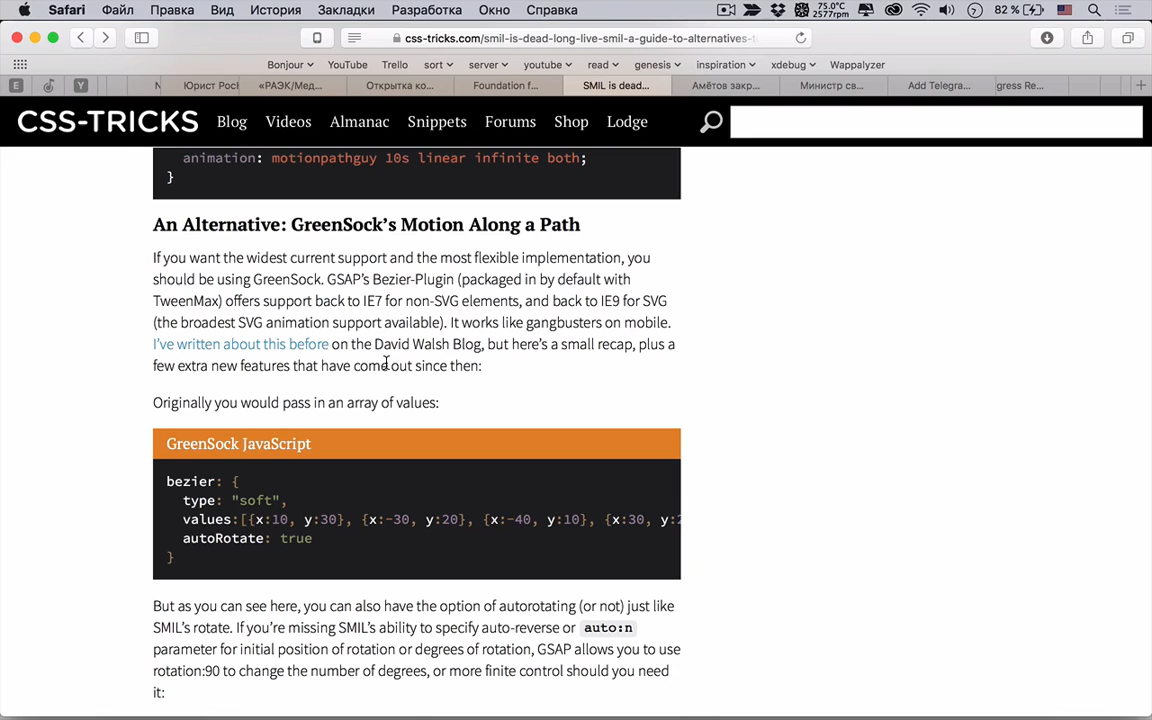 Safari Файл Правка Вид История Закладки Разработка Окно Справка 75.0°C 2577rpm 82 %
css-tricks.com/smil-is-dead-long-live-smil-a-guide-to-alternatives-
Bonjour YouTube Trello sort server youtube read genesis inspiration xdebug Wappalyzer
E Y Юрист Росн «РАЭК/Мед... Открытка ко... Foundation f... SMIL is dead... Аметов закр... Министр св... Add Telegra... gress Re...
CSS-TRICKS Blog Videos Almanac Snippets Forums Shop Lodge
animation: motionpathguy 10s linear infinite both;
}
An Alternative: GreenSock’s Motion Along a Path
If you want the widest current support and the most flexible implementation, you
should be using GreenSock. GSAP’s Bezier-Plugin (packaged in by default with
TweenMax) offers support back to IE7 for non-SVG elements, and back to IE9 for SVG
(the broadest SVG animation support available). It works like gangbusters on mobile.
I’ve written about this before on the David Walsh Blog, but here’s a small recap, plus a
few extra new features that have come out since then:
Originally you would pass in an array of values:
GreenSock JavaScript
bezier: {
type: "soft",
values:[{x:10, y:30}, {x:-30, y:20}, {x:-40, y:10}, {x:30, y:2
autoRotate: true
}
But as you can see here, you can also have the option of autorotating (or not) just like
SMIL’s rotate. If you’re missing SMIL’s ability to specify auto-reverse or auto:n
parameter for initial position of rotation or degrees of rotation, GSAP allows you to use
rotation:90 to change the number of degrees, or more finite control should you need
it: